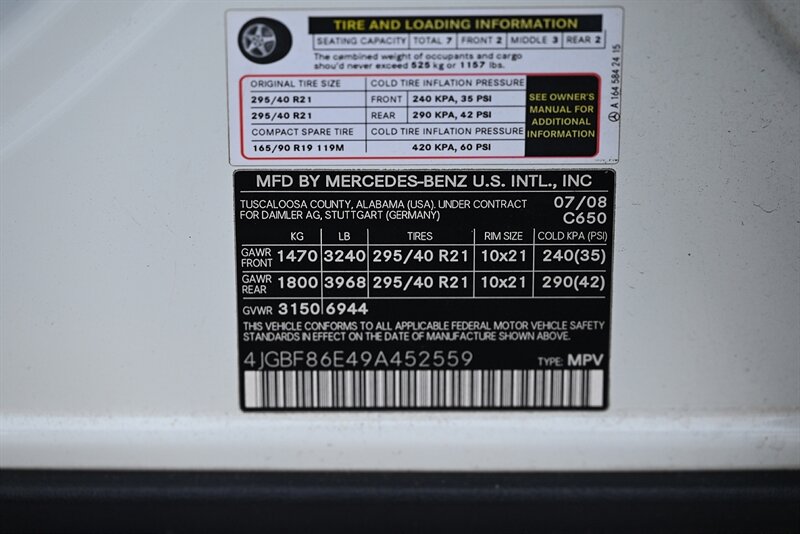 TIRE AND LOADING INFORMATION
SEATING CAPACITY TOTAL 7 FRONT 2 MIDDLE 3 REAR 2
The combined weight of occupants and cargo
shou'd never exceed 525 kg or 1157 lbs.
ORIGINAL TIRE SIZE COLD TIRE INFLATION PRESSURE
295/40 R21 FRONT 240 KPA, 35 PSI
295/40 R21 REAR 290 KPA, 42 PSI
COMPACT SPARE TIRE COLD TIRE INFLATION PRESSURE
165/90 R19 119M 420 KPA, 60 PSI
SEE OWNER'S
MANUAL FOR
ADDITIONAL
INFORMATION
A 164 584 24 15
MFD BY MERCEDES-BENZ U.S. INTL., INC
TUSCALOOSA COUNTY, ALABAMA (USA). UNDER CONTRACT 07/08
FOR DAIMLER AG, STUTTGART (GERMANY) C650
KG LB TIRES RIM SIZE COLD KPA (PSI)
GAWR FRONT 1470 3240 295/40 R21 10x21 240(35)
GAWR REAR 1800 3968 295/40 R21 10x21 290(42)
GVWR 3150 6944
THIS VEHICLE CONFORMS TO ALL APPLICABLE FEDERAL MOTOR VEHICLE SAFETY
STANDARDS IN EFFECT ON THE DATE OF MANUFACTURE SHOWN ABOVE.
4JGBF86E49A452559 TYPE: MPV